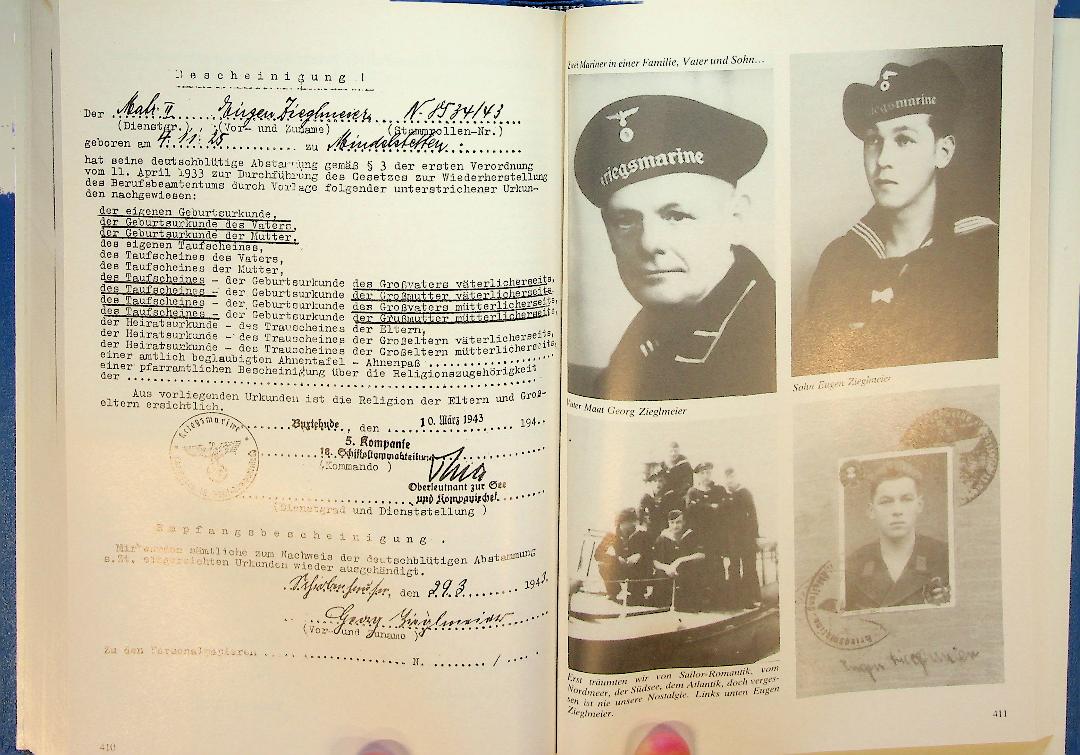 Bescheinigung!
Der Matr. II Eugen Zieglmeier N. 8534/43
(Dienstgr.) (Vor- und Zuname) (Stammrollen-Nr.)
geboren am 4.11.25 zu Mindelstetten
hat seine deutschblütige Abstammung gemäß § 3 der ersten Verordnung
vom 11. April 1933 zur Durchführung des Gesetzes zur Wiederherstellung
des Berufsbeamtentums durch Vorlage folgender unterstrichener Urkun-
den nachgewiesen:
der eigenen Geburtsurkunde,
der Geburtsurkunde des Vaters,
der Geburtsurkunde der Mutter,
des eigenen Taufscheines,
des Taufscheines des Vaters,
des Taufscheines der Mutter,
des Taufscheines - der Geburtsurkunde des Großvaters väterlicherseits,
des Taufscheines - der Geburtsurkunde der Großmutter väterlicherseits,
des Taufscheines - der Geburtsurkunde des Großvaters mütterlicherseits,
des Taufscheines - der Geburtsurkunde der Großmutter mütterlicherseits,
der Heiratsurkunde - des Trauscheines der Eltern,
der Heiratsurkunde - des Trauscheines der Großeltern väterlicherseits,
der Heiratsurkunde - des Trauscheines der Großeltern mütterlicherseits,
einer amtlich beglaubigten Ahnentafel - Ahnenpaß
einer pfarramtlichen Bescheinigung über die Religionszugehörigkeit
der
Aus vorliegenden Urkunden ist die Religion der Eltern und Groß-
eltern ersichtlich.
Kriegsmarine
Buxtehude, den 10. März 1943 194
5. Kompanie
18. Schiffsstammabteilung
(Kommando )
Oberleutnant zur See
und Kompaniechef
(Dienstgrad und Dienststellung )
Empfangsbescheinigung.
Mir wurden sämtliche zum Nachweis der deutschblütigen Abstammung
s.Zt. eingereichten Urkunden wieder ausgehändigt.
den 29.3. 1943.
Georg Zieglmeier
(Vor- und Zuname )
Zu den Personalpapieren N. /
410
Zwei Mariner in einer Familie, Vater und Sohn...
Kriegsmarine
Kriegsmarine
Vater Maat Georg Zieglmeier
Sohn Eugen Zieglmeier
Eugen Zieglmeier
Erst träumten wir von Sailor-Romantik, vom
Nordmeer, der Südsee, dem Atlantik, doch verges-
sen ist nie unsere Nostalgie. Links unten Eugen
Zieglmeier.
411